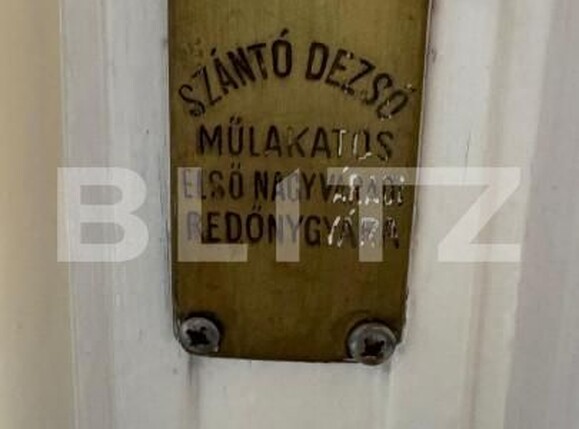 SZÁNTÓ DEZSŐ
MŰLAKATOS
ELSŐ NAGYVÁRADI
REDŐNYGYÁRA
BLITZ